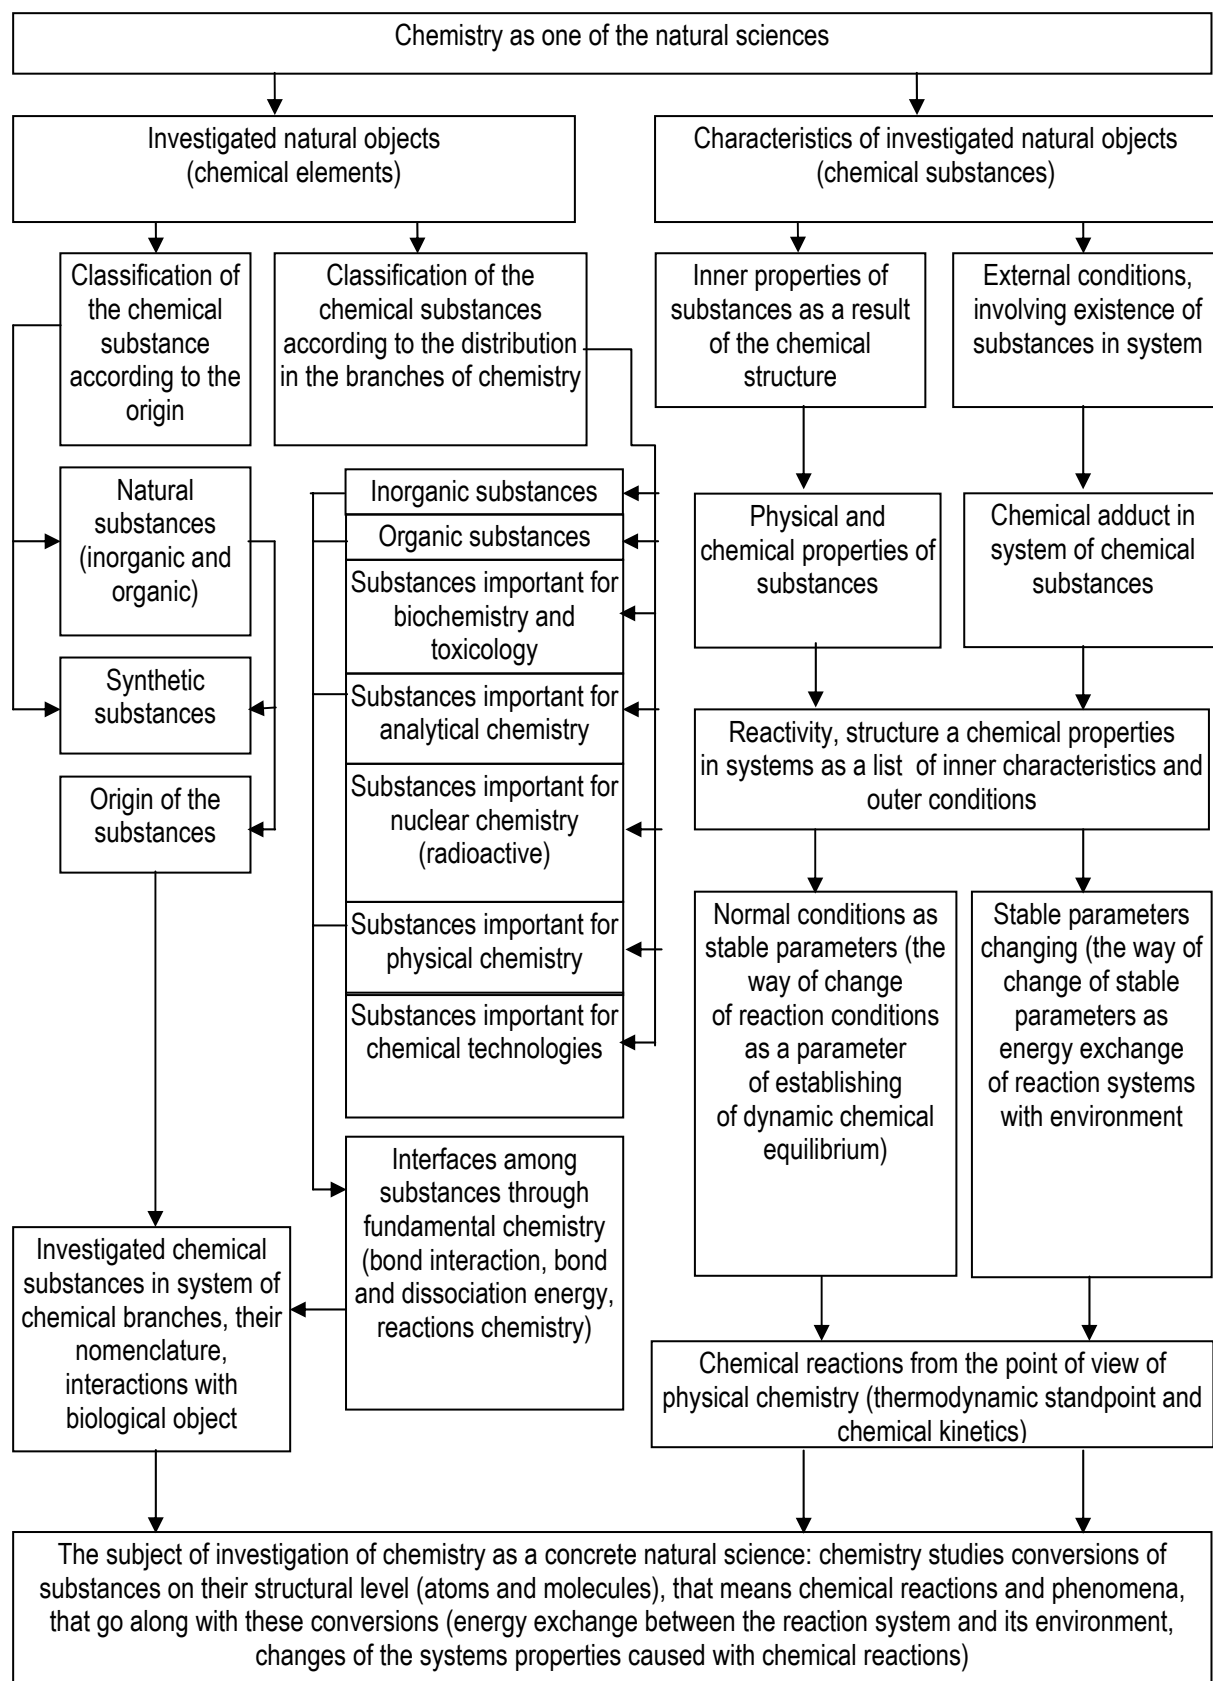 Chemistry as one of the natural sciences
Investigated natural objects
(chemical elements)
Characteristics of investigated natural objects
(chemical substances)
Classification of
the chemical
substance
according to the
origin
Classification of the
chemical substances
according to the distribution
in the branches of chemistry
Inner properties of
substances as a result
of the chemical
structure
External conditions,
involving existence of
substances in system
Natural
substances
(inorganic and
organic)
Synthetic
substances
Origin of the
substances
Inorganic substances
Organic substances
Substances important for
biochemistry and
toxicology
Substances important for
analytical chemistry
Substances important for
nuclear chemistry
(radioactive)
Substances important for
physical chemistry
Substances important for
chemical technologies
Physical and
chemical properties of
substances
Chemical adduct in
system of chemical
substances
Reactivity, structure a chemical properties
in systems as a list of inner characteristics and
outer conditions
Normal conditions as
stable parameters (the
way of change
of reaction conditions
as a parameter
of establishing
of dynamic chemical
equilibrium)
Stable parameters
changing (the way of
change of stable
parameters as
energy exchange
of reaction systems
with environment
Interfaces among
substances through
fundamental chemistry
(bond interaction, bond
and dissociation energy,
reactions chemistry)
Investigated chemical
substances in system of
chemical branches, their
nomenclature,
interactions with
biological object
Chemical reactions from the point of view of
physical chemistry (thermodynamic standpoint and
chemical kinetics)
The subject of investigation of chemistry as a concrete natural science: chemistry studies conversions of
substances on their structural level (atoms and molecules), that means chemical reactions and phenomena,
that go along with these conversions (energy exchange between the reaction system and its environment,
changes of the systems properties caused with chemical reactions)